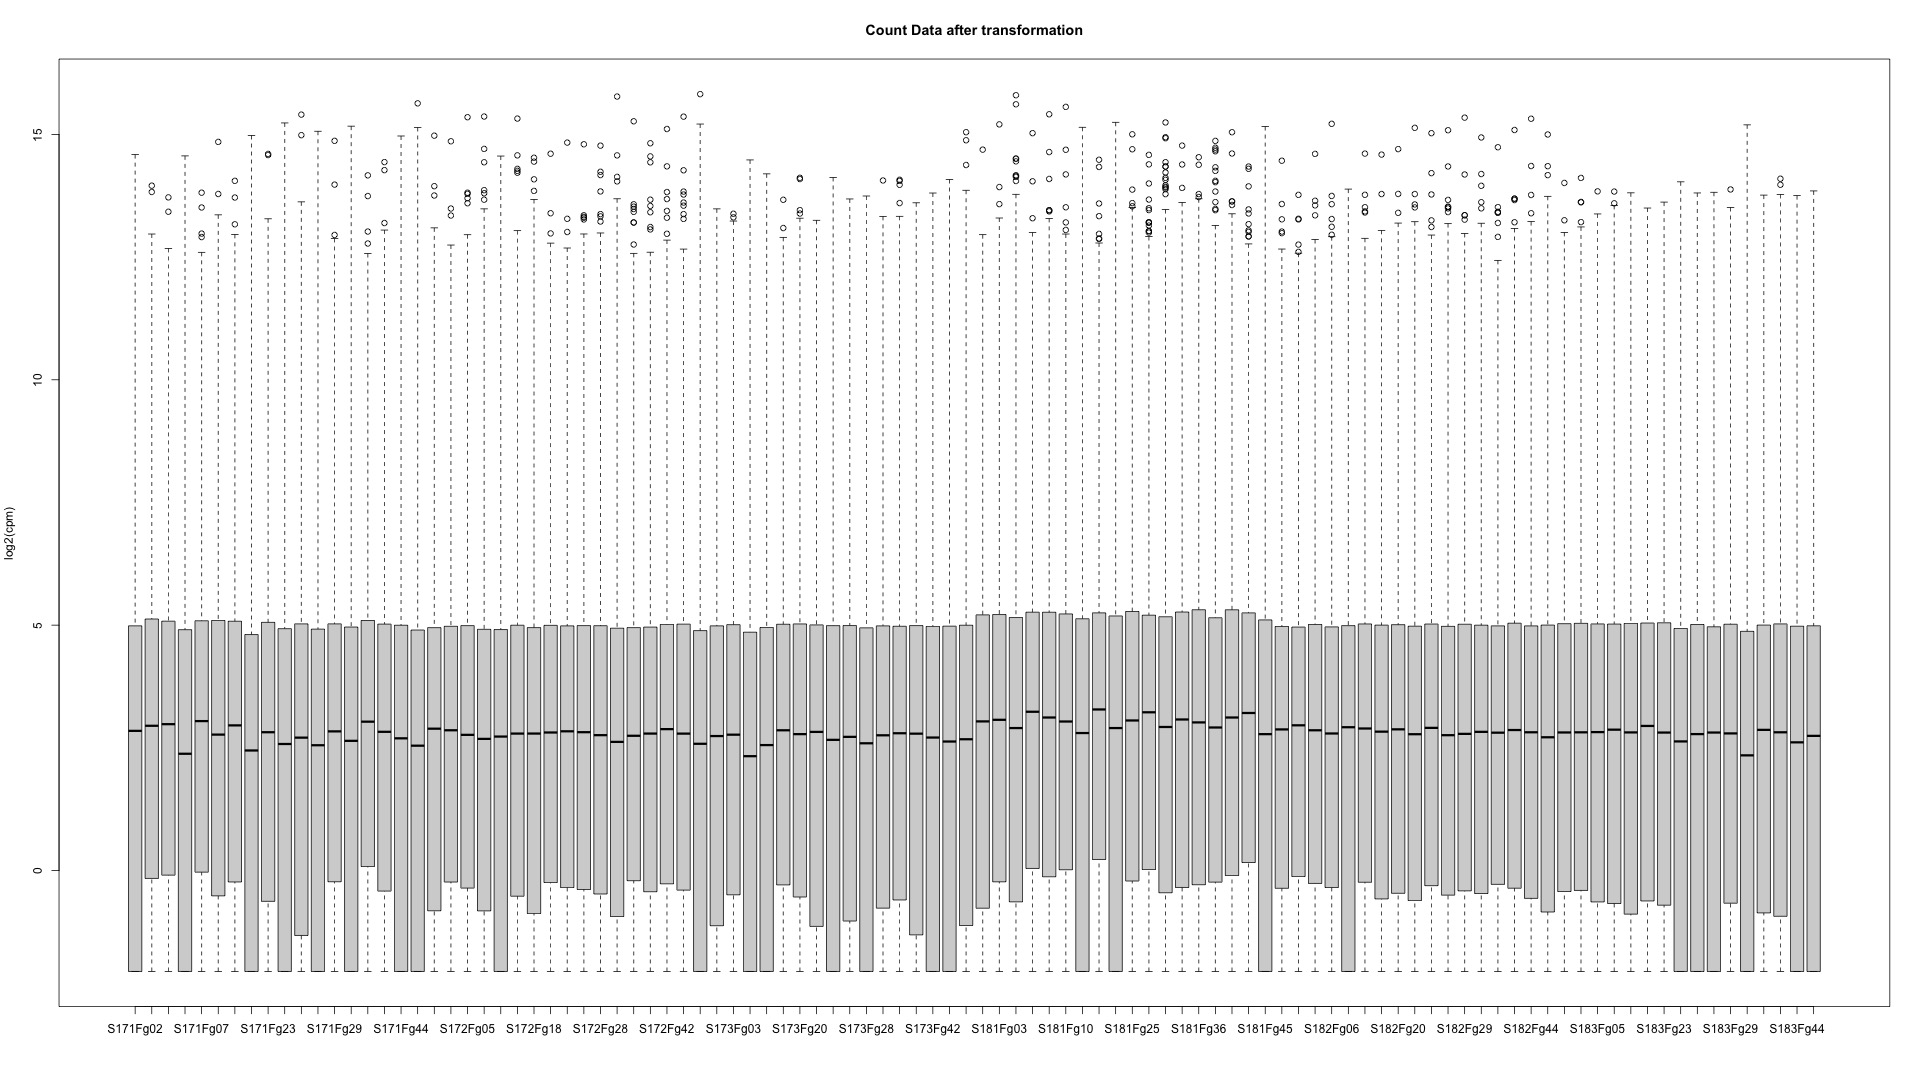 Count Data after transformation
15
10
5
0
log2(cpm)
S171Fg02 S171Fg07 S171Fg23 S171Fg29 S171Fg44 S172Fg05 S172Fg18 S172Fg28 S172Fg42 S173Fg03 S173Fg20 S173Fg28 S173Fg42 S181Fg03 S181Fg10 S181Fg25 S181Fg36 S181Fg45 S182Fg06 S182Fg20 S182Fg29 S182Fg44 S183Fg05 S183Fg23 S183Fg29 S183Fg44